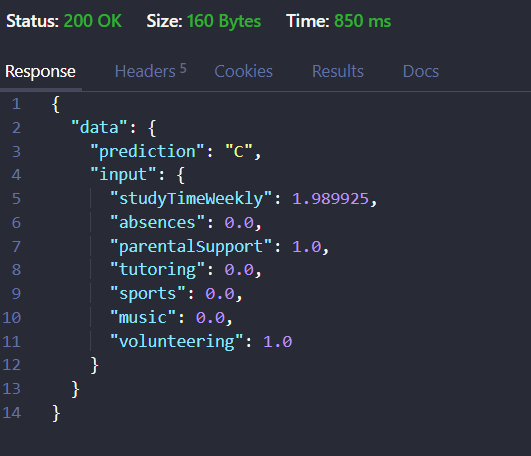 Status: 200 OK Size: 160 Bytes Time: 850 ms
Response Headers 5 Cookies Results Docs
1 {
2 "data": {
3 "prediction": "C",
4 "input": {
5 "studyTimeWeekly": 1.989925,
6 "absences": 0.0,
7 "parentalSupport": 1.0,
8 "tutoring": 0.0,
9 "sports": 0.0,
10 "music": 0.0,
11 "volunteering": 1.0
12 }
13 }
14 }